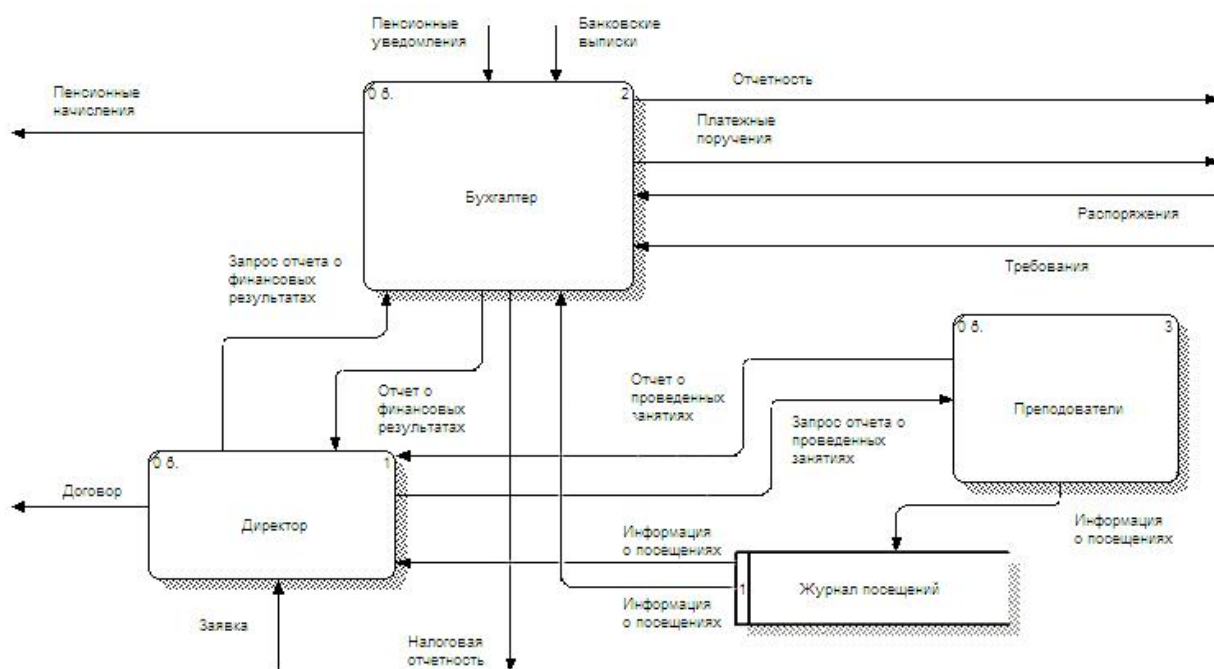 Пенсионные
уведомления
Банковские
выписки
0 р.
2
Отчетность
Пенсионные
начисления
Платежные
поручения
Бухгалтер
Распоряжения
Требования
Запрос отчета о
финансовых
результатах
0 р.
3
Отчет о
финансовых
результатах
Отчет о
проведенных
занятиях
Преподователи
Запрос отчета о
проведенных
занятиях
0 р.
1
Договор
Директор
Информация
о посещениях
Информация
о посещениях
1
Журнал посещений
Заявка
Информация
о посещениях
Налоговая
отчетность